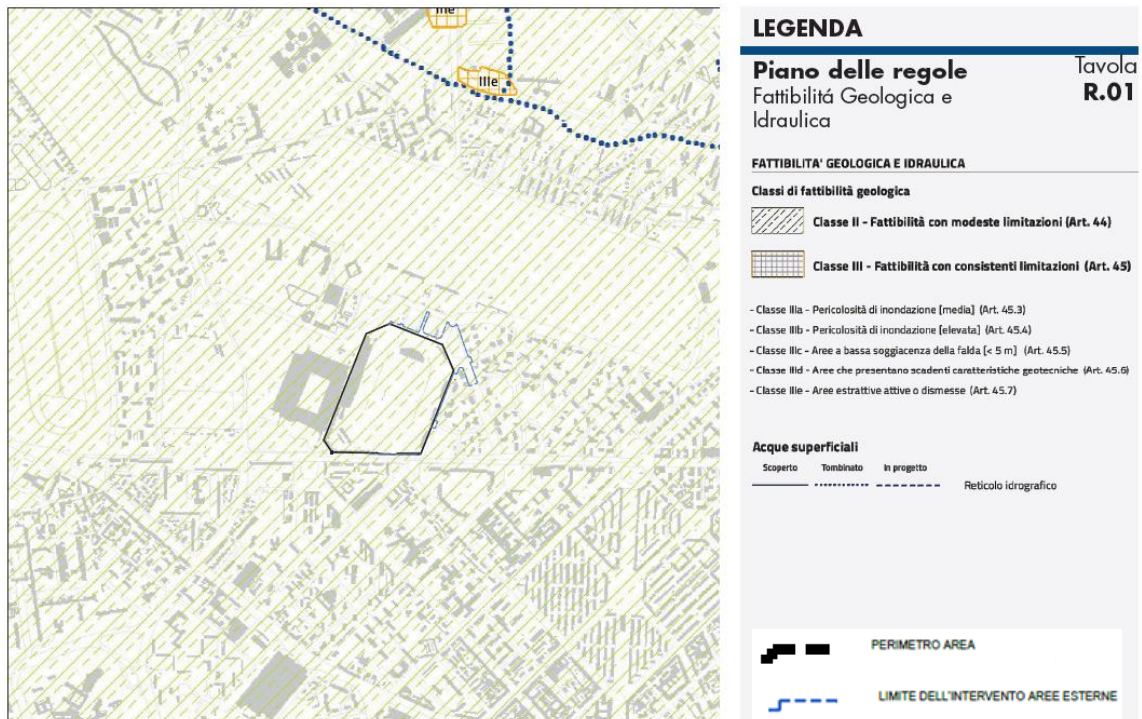 IIIe
IIIe
LEGENDA
Piano delle regole
Tavola
Fattibilitá Geologica e
R.01
Idraulica
FATTIBILITA' GEOLOGICA E IDRAULICA
Classi di fattibilità geologica
Classe II - Fattibilità con modeste limitazioni (Art. 44)
Classe III - Fattibilità con consistenti limitazioni (Art. 45)
- Classe IIIa - Pericolosità di inondazione [media] (Art. 45.3)
- Classe IIIb - Pericolosità di inondazione [elevata] (Art. 45.4)
- Classe IIIc - Aree a bassa soggiacenza della falda [< 5 m] (Art. 45.5)
- Classe IIId - Aree che presentano scadenti caratteristiche geotecniche (Art. 45.6)
- Classe IIIe - Aree estrattive attive o dismesse (Art. 45.7)
Acque superficiali
Scoperto Tombinato In progetto
Reticolo idrografico
PERIMETRO AREA
LIMITE DELL'INTERVENTO AREE ESTERNE